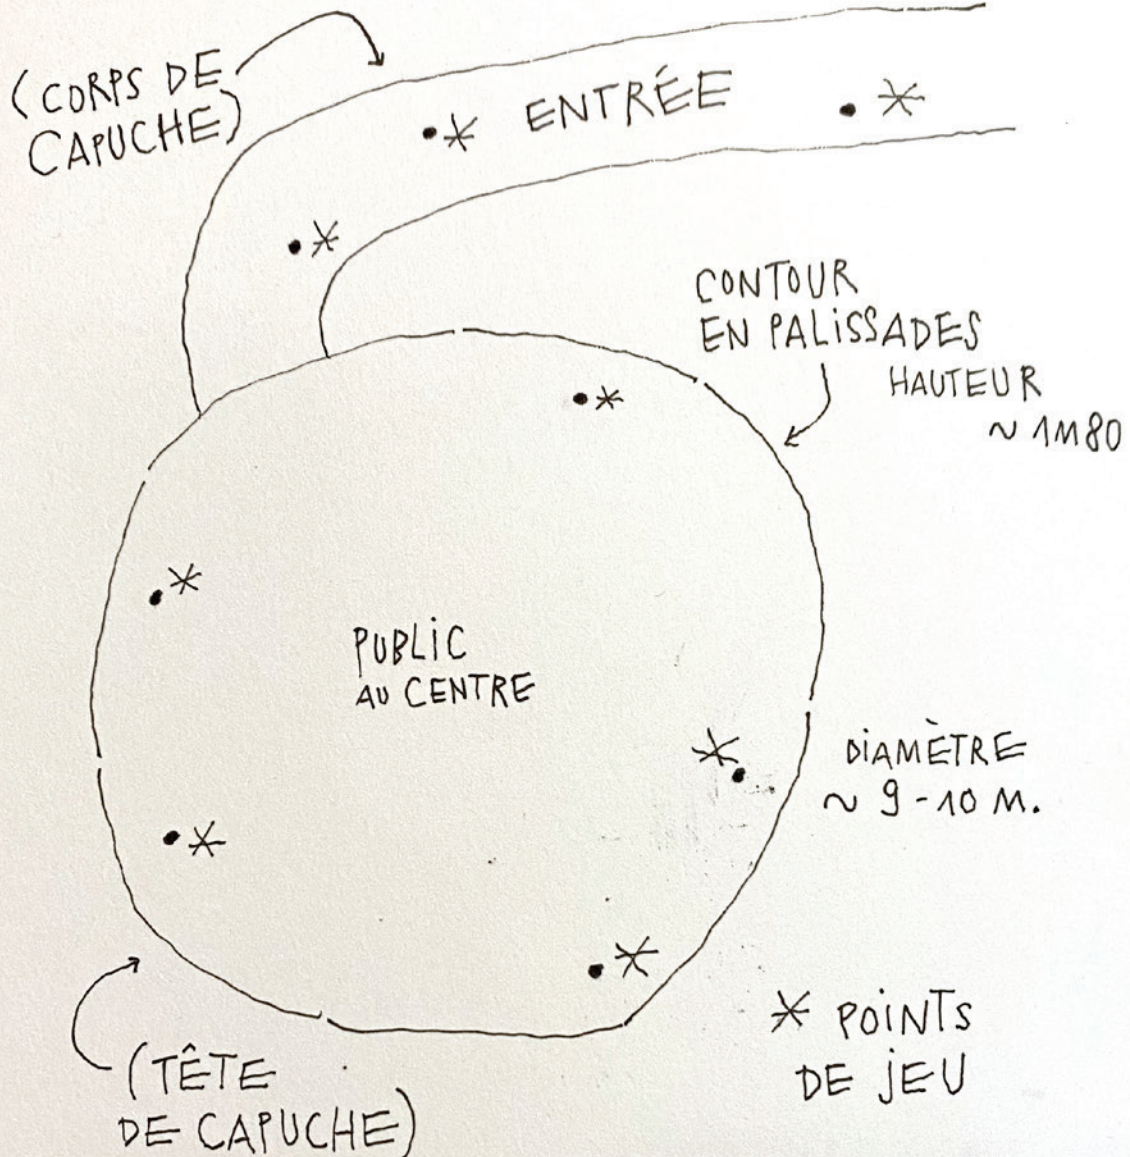 (CORPS DE
CAPUCHE)
* ENTRÉE *
*
CONTOUR
EN PALISSADES
HAUTEUR
~ 1M80
*
*
PUBLIC
AU CENTRE
*
DIAMÈTRE
~ 9-10 M.
*
*
* POINTS
DE JEU
(TÊTE
DE CAPUCHE)